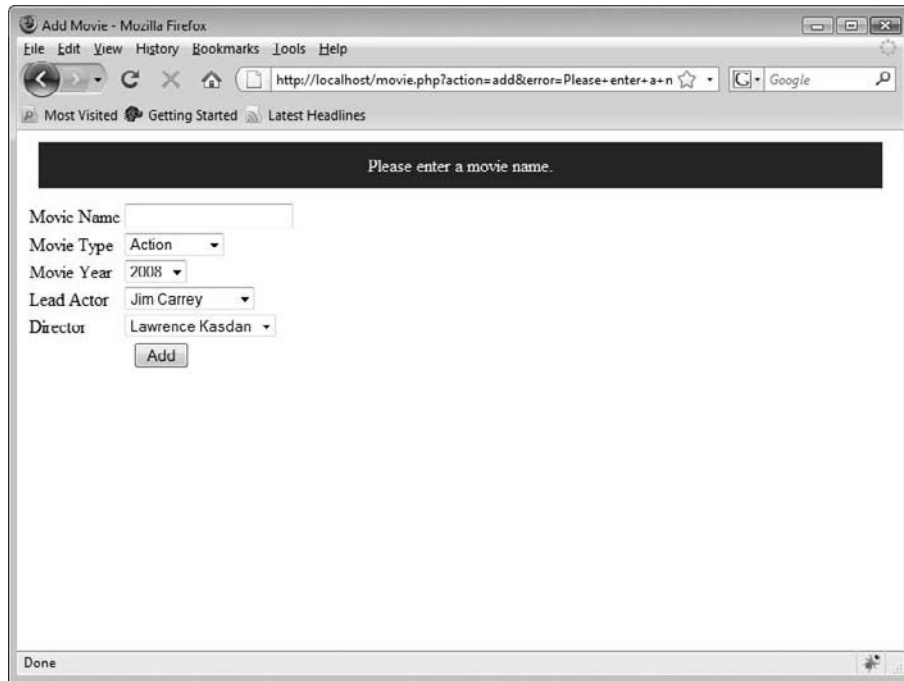 Add Movie - Mozilla Firefox
File Edit View History Bookmarks Tools Help
http://localhost/movie.php?action=add&error=Please+enter+a+n
G Google
Most Visited Getting Started Latest Headlines
Please enter a movie name.
Movie Name
Movie Type Action
Movie Year 2008
Lead Actor Jim Carrey
Director Lawrence Kasdan
Add
Done